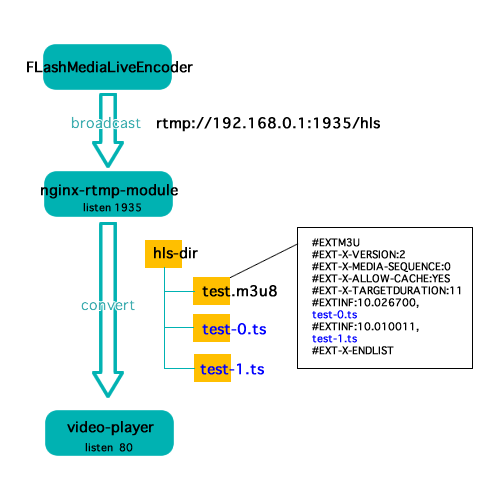 FLashMediaLiveEncoder
broadcast
rtmp://192.168.0.1:1935/hls
nginx-rtmp-module
listen 1935
hls-dir
test.m3u8
test-0.ts
test-1.ts
#EXTM3U
#EXT-X-VERSION:2
#EXT-X-MEDIA-SEQUENCE:0
#EXT-X-ALLOW-CACHE:YES
#EXT-X-TARGETDURATION:11
#EXTINF:10.026700,
test-0.ts
#EXTINF:10.010011,
test-1.ts
#EXT-X-ENDLIST
convert
video-player
listen 80